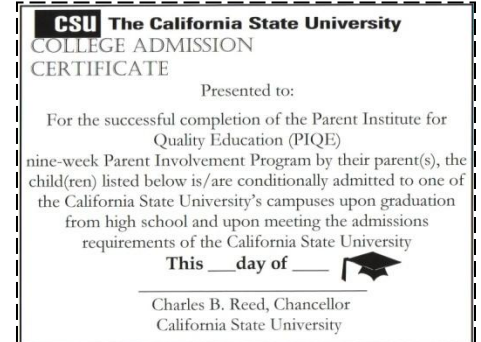 CSU The California State University
COLLEGE ADMISSION
CERTIFICATE
Presented to:
For the successful completion of the Parent Institute for
Quality Education (PIQE)
nine-week Parent Involvement Program by their parent(s), the
child(ren) listed below is/are conditionally admitted to one of
the California State University's campuses upon graduation
from high school and upon meeting the admissions
requirements of the California State University
This ___day of ____
Charles B. Reed, Chancellor
California State University